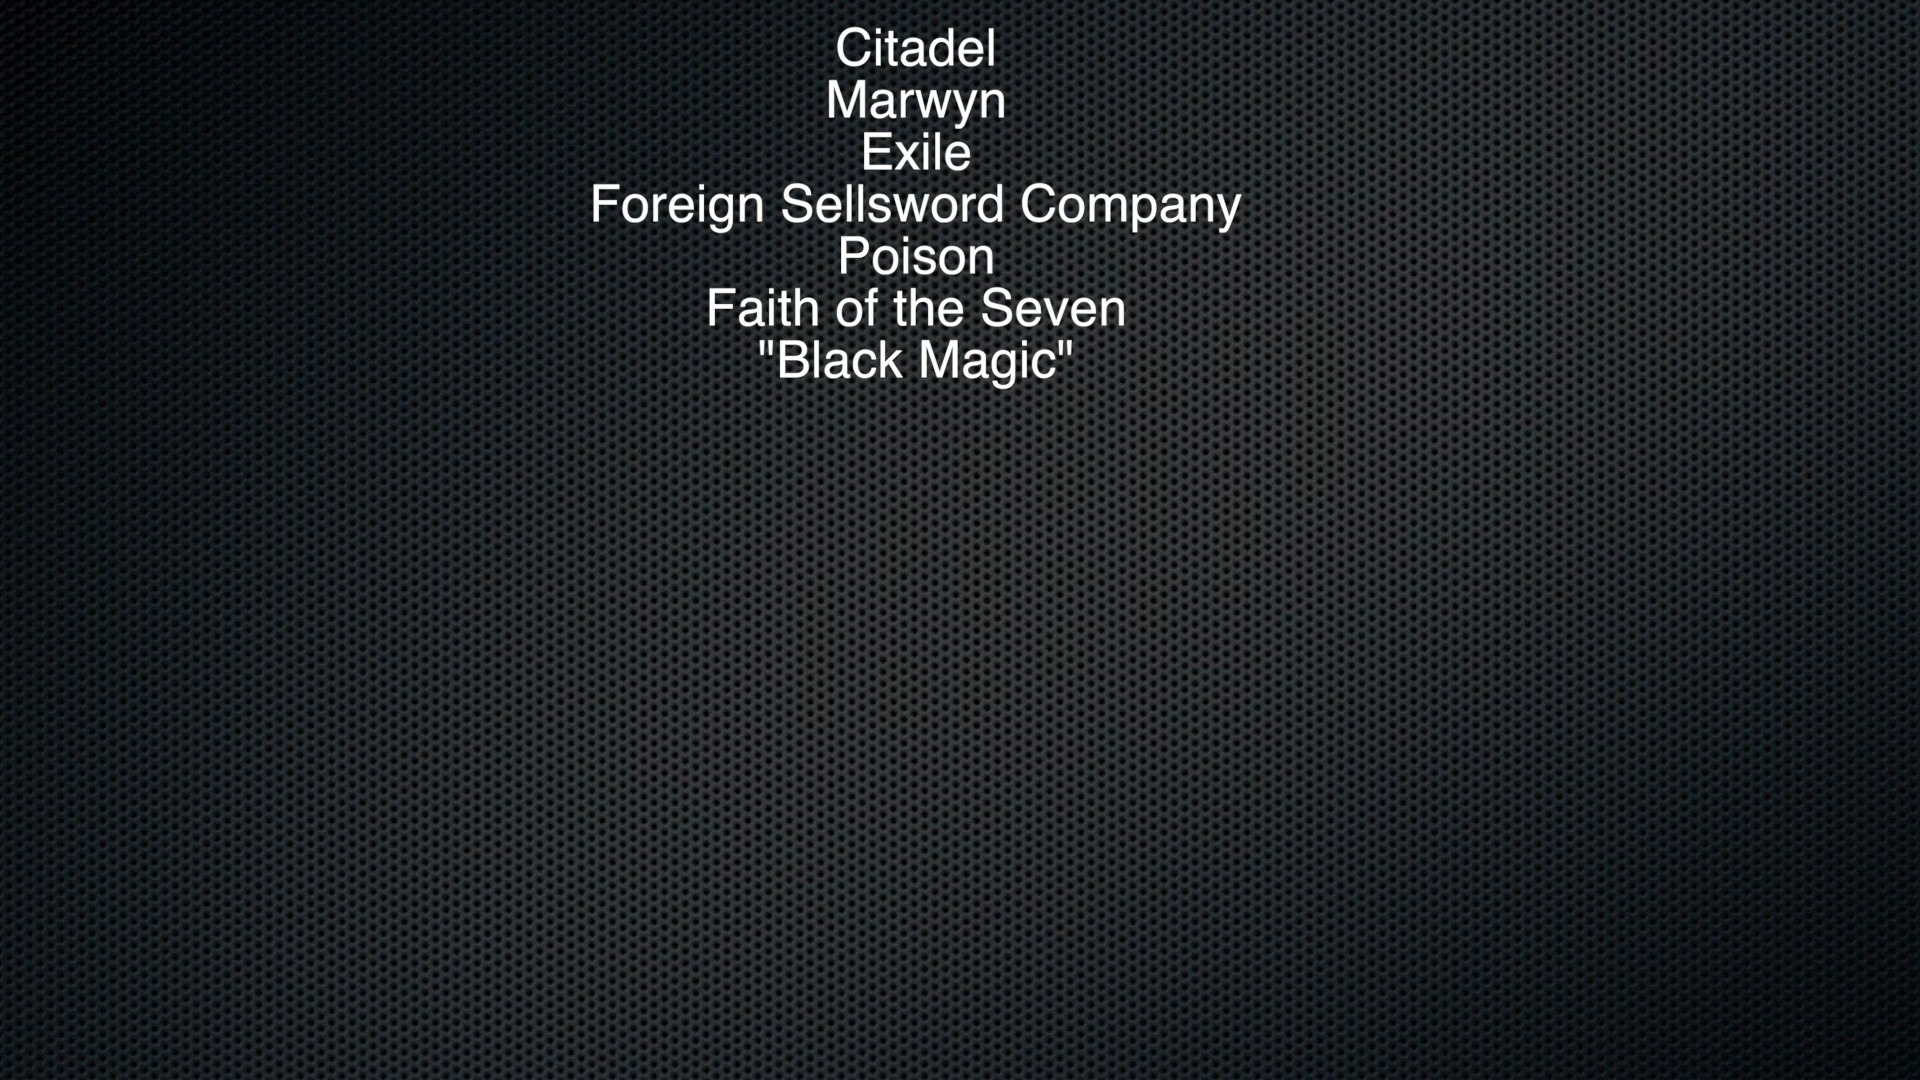 Citadel
Marwyn
Exile
Foreign Sellsword Company
Poison
Faith of the Seven
"Black Magic"